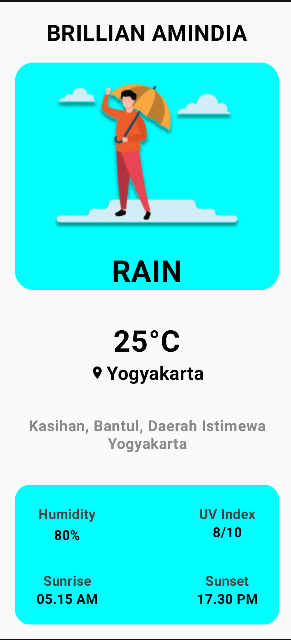 BRILLIAN AMINDIA
RAIN
25°C
Yogyakarta
Kasihan, Bantul, Daerah Istimewa
Yogyakarta
Humidity
80%
UV Index
8/10
Sunrise
05.15 AM
Sunset
17.30 PM